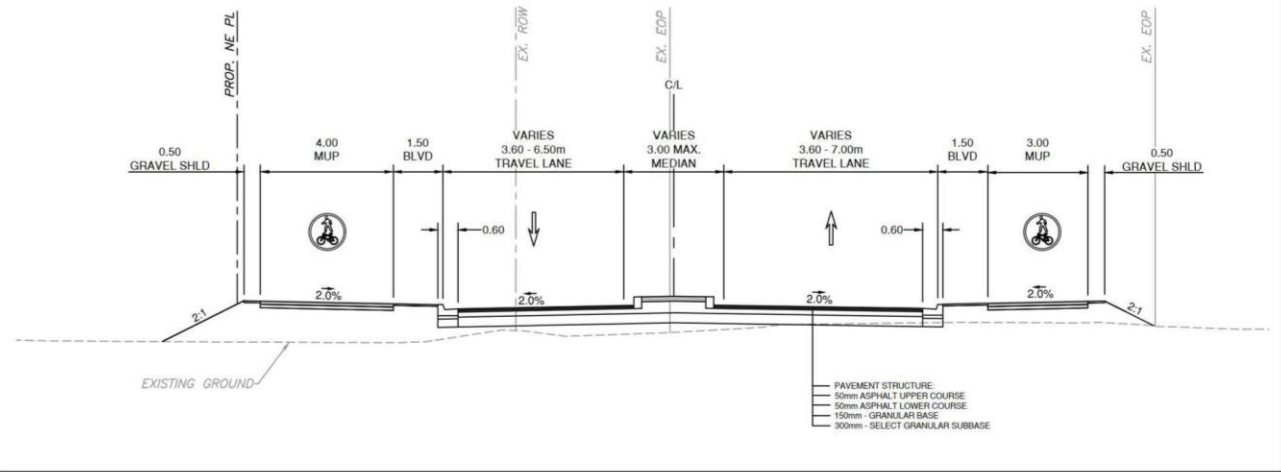 PROP. NE PL
EX. ROW
EX. EOP
EX. EOP
C/L
0.50
GRAVEL SHLD
4.00
MUP
1.50
BLVD
VARIES
3.60 - 6.50m
TRAVEL LANE
VARIES
3.00 MAX.
MEDIAN
VARIES
3.60 - 7.00m
TRAVEL LANE
1.50
BLVD
3.00
MUP
0.50
GRAVEL SHLD
0.60
0.60
2:1
2.0%
2.0%
2.0%
2.0%
2:1
EXISTING GROUND
PAVEMENT STRUCTURE:
50mm ASPHALT UPPER COURSE
50mm ASPHALT LOWER COURSE
150mm - GRANULAR BASE
300mm - SELECT GRANULAR SUBBASE